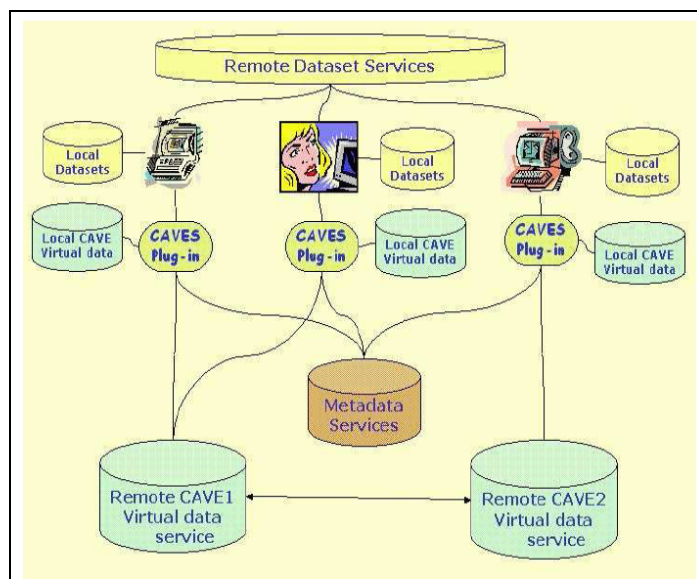 Remote Dataset Services
Local
Datasets
Local
Datasets
Local
Datasets
Local CAVE
Virtual data
CAVES
Plug-in
CAVES
Plug-in
Local CAVE
Virtual data
CAVES
Plug-in
Local CAVE
Virtual data
Metadata
Services
Remote CAVE1
Virtual data
service
Remote CAVE2
Virtual data
service